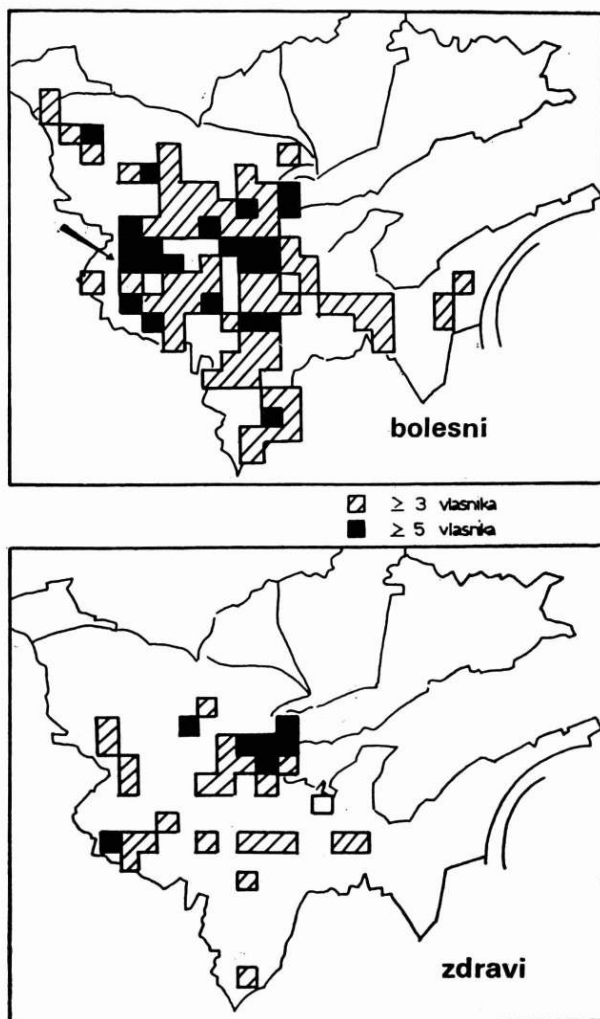 bolesni
≥ 3 vlasnika
≥ 5 vlasnika
zdravi